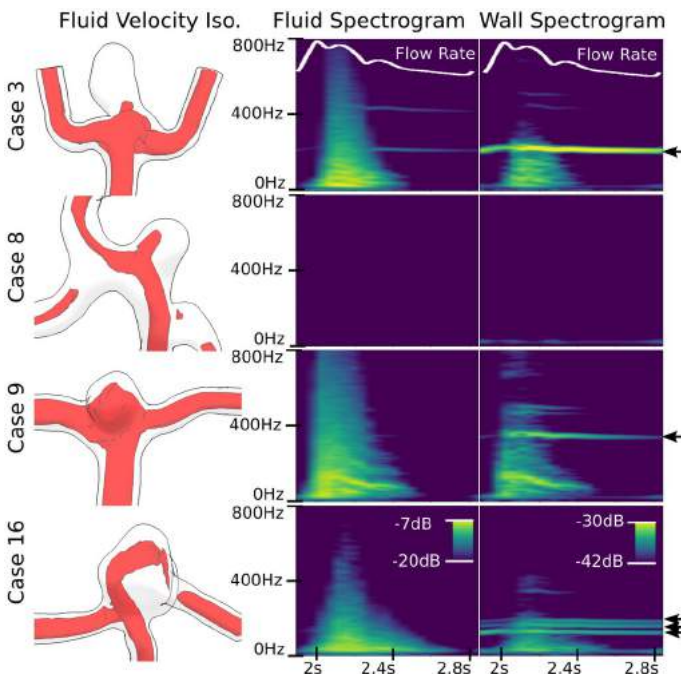 Fluid Velocity Iso. Fluid Spectrogram Wall Spectrogram
Case 3
800Hz
Flow Rate
Flow Rate
400Hz
0Hz
Case 8
800Hz
400Hz
0Hz
Case 9
800Hz
400Hz
0Hz
Case 16
800Hz
-7dB
-20dB
-30dB
-42dB
400Hz
0Hz
2s 2.4s 2.8s 2s 2.4s 2.8s